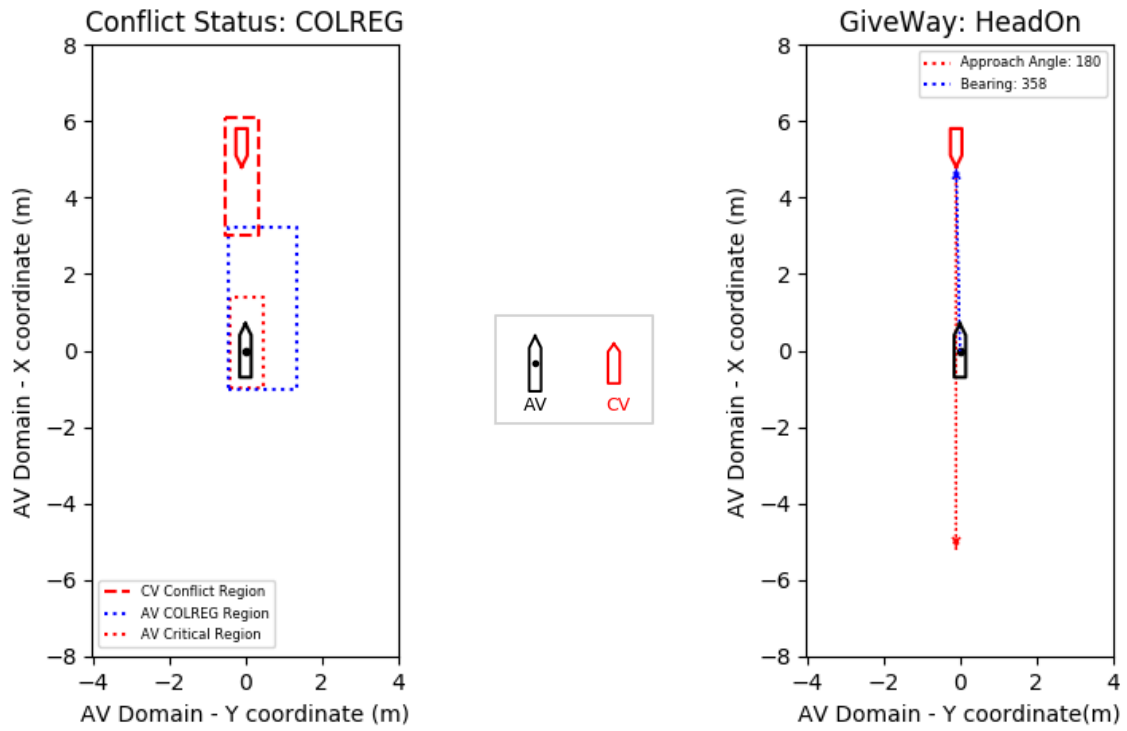 Conflict Status: COLREG
8
6
4
2
0
−2
−4
−6
−8
−4 −2 0 2 4
AV Domain - X coordinate (m)
AV Domain - Y coordinate (m)
CV Conflict Region
AV COLREG Region
AV Critical Region
AV CV
GiveWay: HeadOn
Approach Angle: 180
Bearing: 358
8
6
4
2
0
−2
−4
−6
−8
−4 −2 0 2 4
AV Domain - X coordinate (m)
AV Domain - Y coordinate(m)